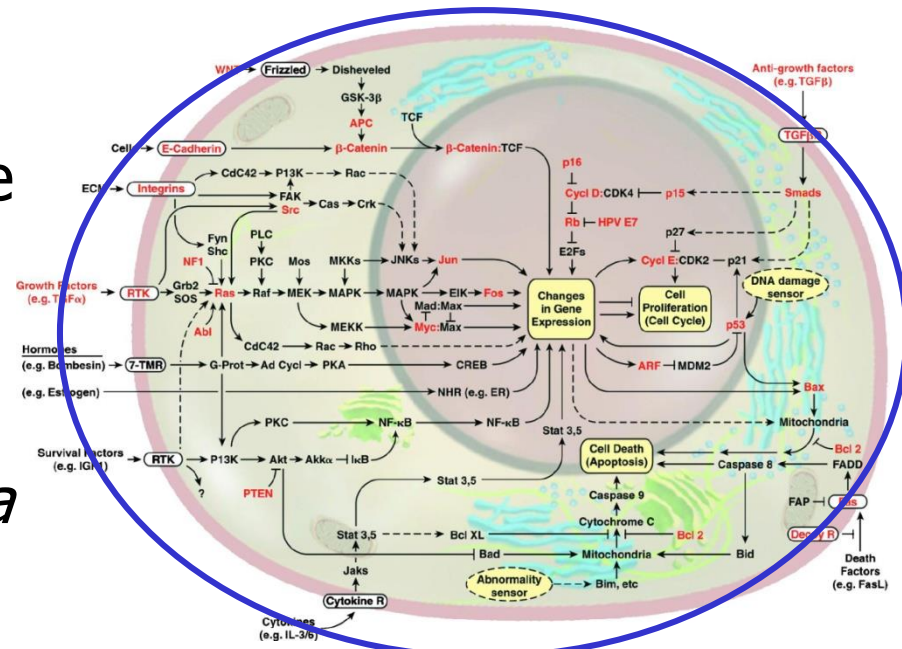 e
a
WNT
Frizzled
Disheveled
GSK-3β
APC
TCF
Cell
E-Cadherin
β-Catenin
β-Catenin:TCF
ECM
Integrins
CdC42
P13K
Rac
FAK
Src
Cas
Crk
Fyn
Shc
PLC
PKC
Mos
MKKs
JNKs
Jun
NF1
Growth Factors
(e.g. TGFα)
RTK
Grb2
SOS
Ras
Raf
MEK
MAPK
MAPK
ElK
Fos
Mad:Max
Abl
MEKK
Myc:Max
CdC42
Rac
Rho
Hormones
(e.g. Bombesin)
7-TMR
G-Prot
Ad Cycl
PKA
CREB
(e.g. Estrogen)
NHR (e.g. ER)
PKC
NF-κB
NF-κB
Stat 3,5
Survival Factors
(e.g. IGF1)
RTK
P13K
Akt
Akkα
IκB
?
PTEN
Stat 3,5
Stat 3,5
Bcl XL
Bad
Jaks
Cytokine R
Cytokines
(e.g. IL-3/6)
Abnormality
sensor
Bim, etc
Mitochondria
Cytochrome C
Caspase 9
Cell Death
(Apoptosis)
Bcl 2
Bid
Caspase 8
FADD
Bcl 2
Mitochondria
Bax
FAP
Fas
Decoy R
Death
Factors
(e.g. FasL)
Changes
in Gene
Expression
Cell
Proliferation
(Cell Cycle)
p16
Cycl D:CDK4
p15
Rb
HPV E7
E2Fs
p27
Cycl E:CDK2
p21
DNA damage
sensor
p53
ARF
MDM2
Smads
TGFβR
Anti-growth factors
(e.g. TGFβ)